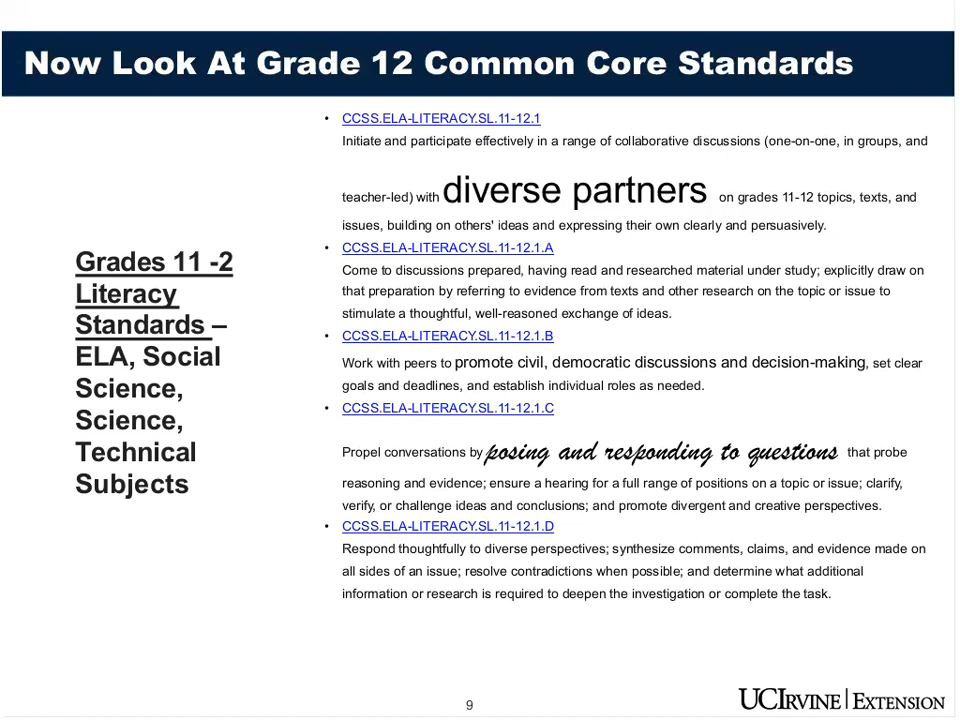 Now Look At Grade 12 Common Core Standards
Grades 11 -2
Literacy
Standards –
ELA, Social
Science,
Science,
Technical
Subjects
• CCSS.ELA-LITERACY.SL.11-12.1
Initiate and participate effectively in a range of collaborative discussions (one-on-one, in groups, and
teacher-led) with diverse partners on grades 11-12 topics, texts, and
issues, building on others' ideas and expressing their own clearly and persuasively.
• CCSS.ELA-LITERACY.SL.11-12.1.A
Come to discussions prepared, having read and researched material under study; explicitly draw on
that preparation by referring to evidence from texts and other research on the topic or issue to
stimulate a thoughtful, well-reasoned exchange of ideas.
• CCSS.ELA-LITERACY.SL.11-12.1.B
Work with peers to promote civil, democratic discussions and decision-making, set clear
goals and deadlines, and establish individual roles as needed.
• CCSS.ELA-LITERACY.SL.11-12.1.C
Propel conversations by posing and responding to questions that probe
reasoning and evidence; ensure a hearing for a full range of positions on a topic or issue; clarify,
verify, or challenge ideas and conclusions; and promote divergent and creative perspectives.
• CCSS.ELA-LITERACY.SL.11-12.1.D
Respond thoughtfully to diverse perspectives; synthesize comments, claims, and evidence made on
all sides of an issue; resolve contradictions when possible; and determine what additional
information or research is required to deepen the investigation or complete the task.
9
UCIRVINE | EXTENSION